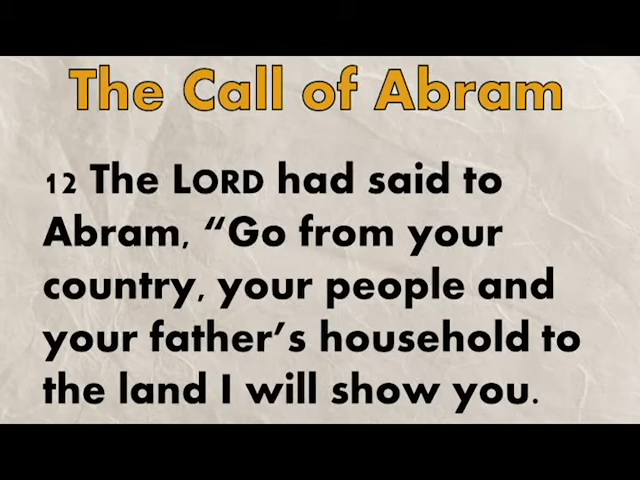 The Call of Abram
12 The LORD had said to
Abram, “Go from your
country, your people and
your father’s household to
the land I will show you.